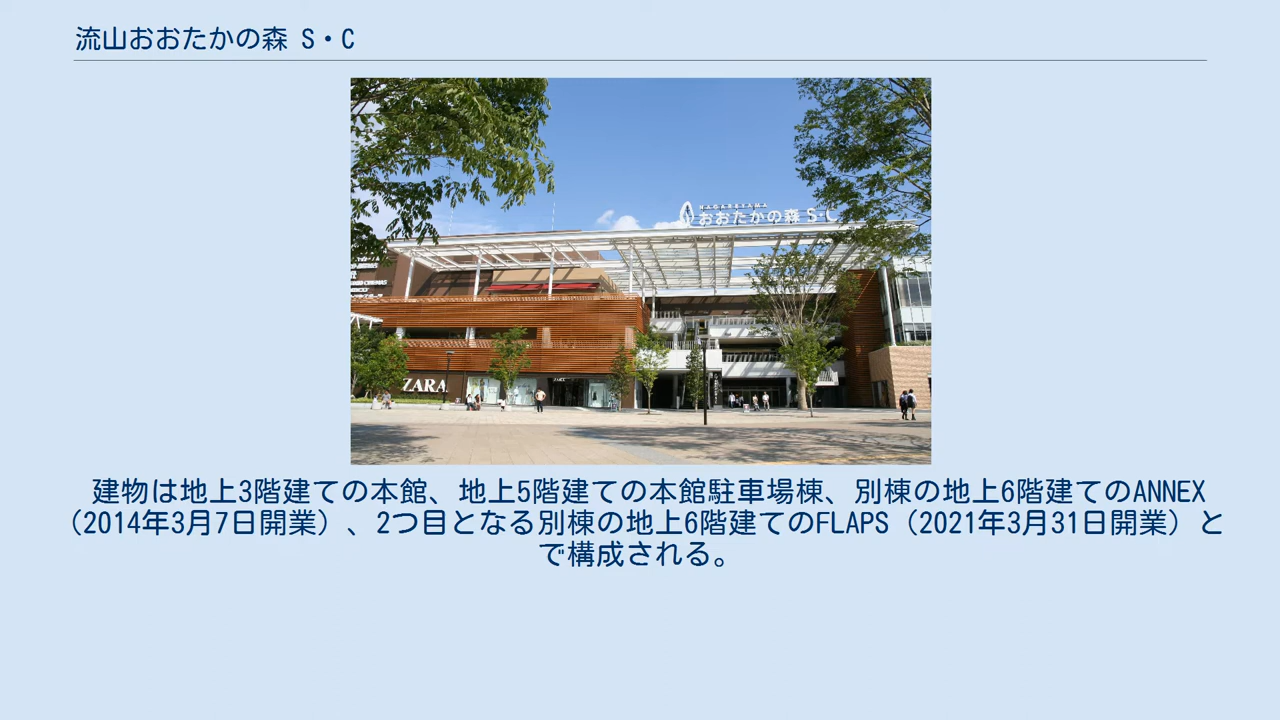 流山おおたかの森 S・C
NAGAREYAMA
おおたかの森 S・C
CINEMAS
ZARA
ZARA
建物は地上3階建ての本館、地上5階建ての本館駐車場棟、別棟の地上6階建てのANNEX
（2014年3月7日開業）、2つ目となる別棟の地上6階建てのFLAPS（2021年3月31日開業）と
で構成される。